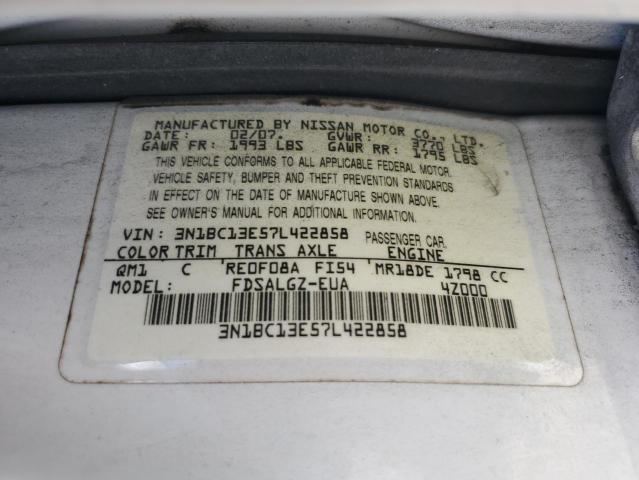 MANUFACTURED BY NISSAN MOTOR CO., LTD.
DATE: 02/07. GVWR: 3770 LBS
GAWR FR: 1993 LBS GAWR RR: 1795 LBS
THIS VEHICLE CONFORMS TO ALL APPLICABLE FEDERAL MOTOR
VEHICLE SAFETY, BUMPER AND THEFT PREVENTION STANDARDS
IN EFFECT ON THE DATE OF MANUFACTURE SHOWN ABOVE.
SEE OWNER'S MANUAL FOR ADDITIONAL INFORMATION.
VIN: 3N1BC13E57L422858 PASSENGER CAR.
COLOR TRIM TRANS AXLE ENGINE
QM1 C RE0F08A FI54 MR18DE 1798 CC
MODEL: FDSALGZ-EUA 4Z000
3N1BC13E57L422858